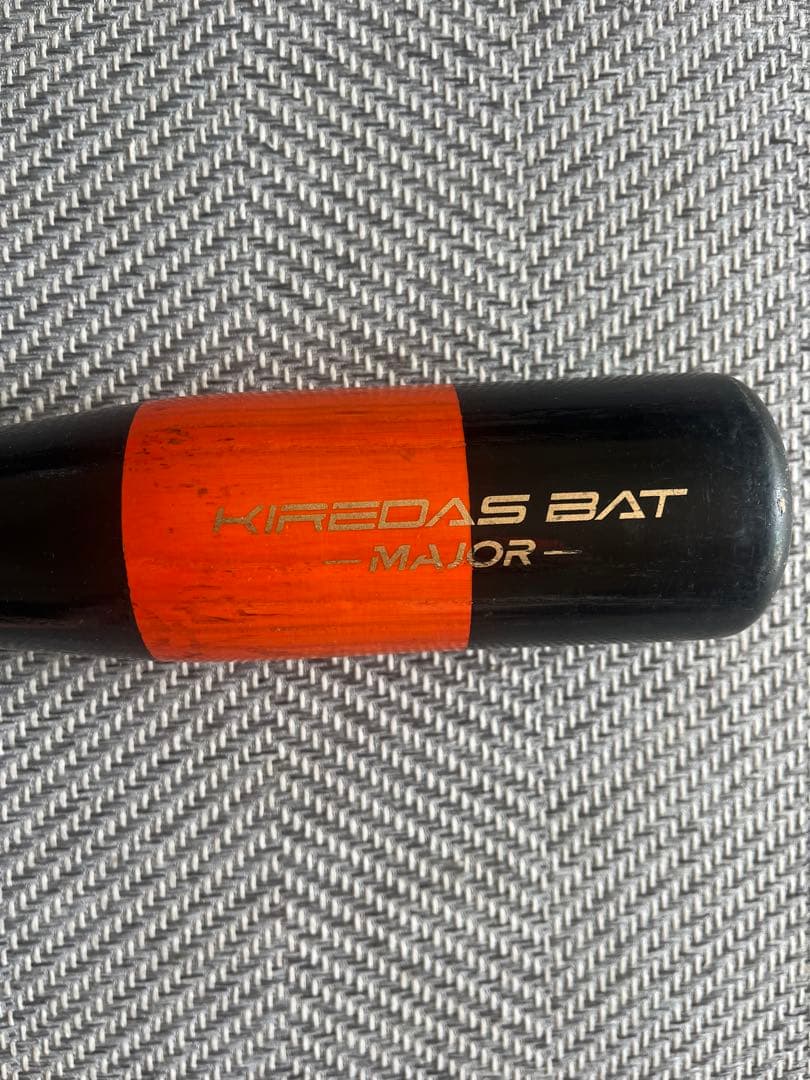 KIREDAS BAT
— MAJOR —